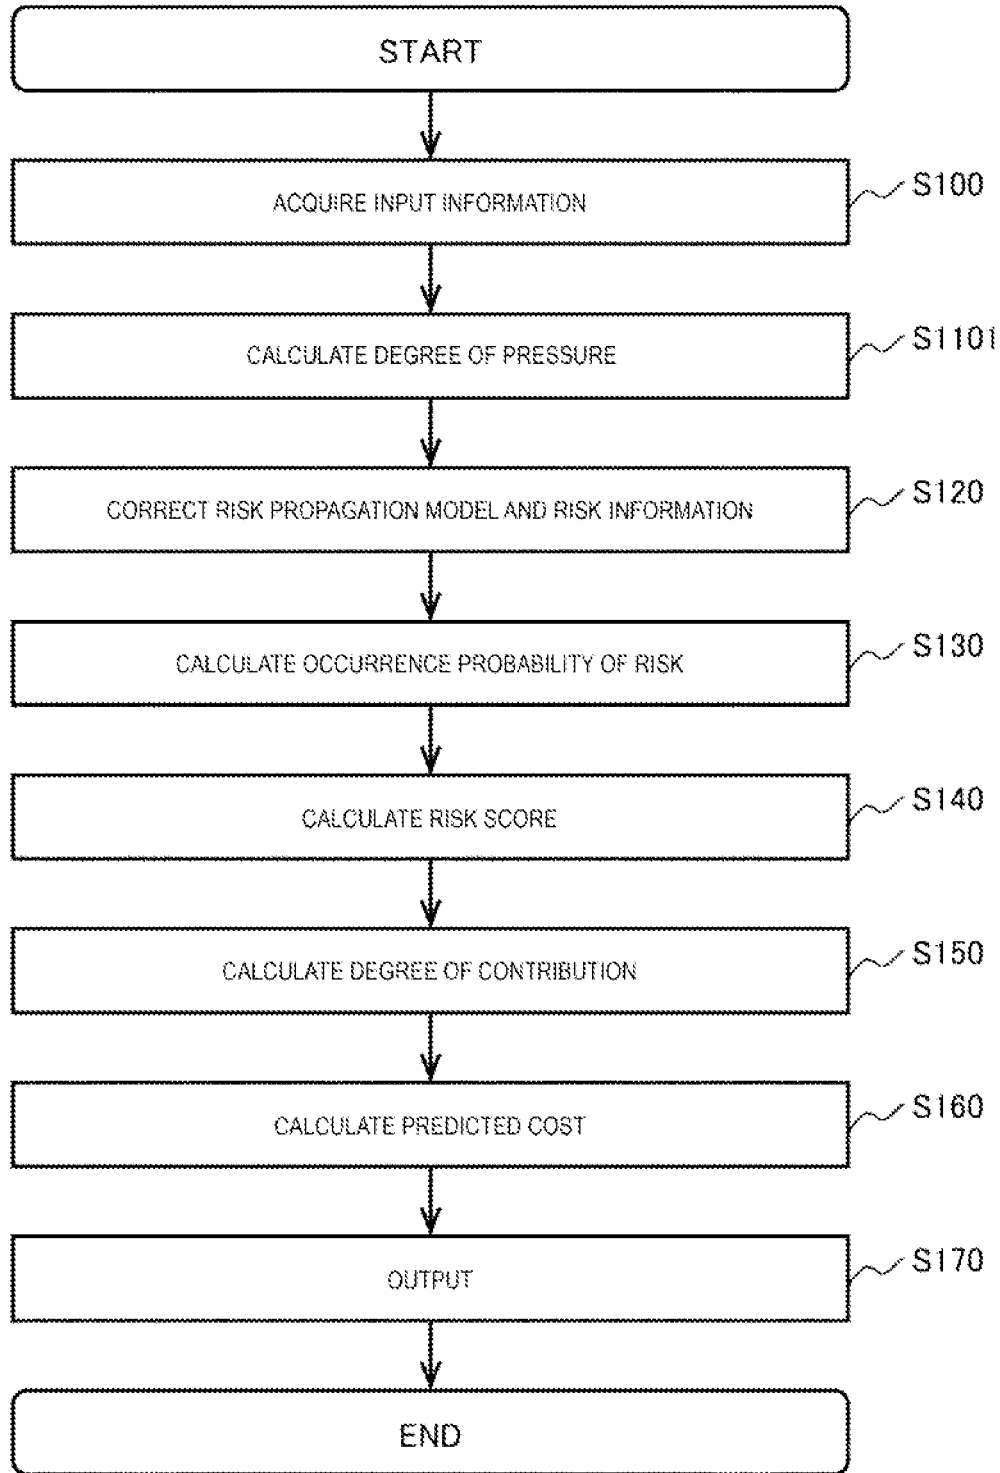 START
ACQUIRE INPUT INFORMATION
S100
CALCULATE DEGREE OF PRESSURE
S1101
CORRECT RISK PROPAGATION MODEL AND RISK INFORMATION
S120
CALCULATE OCCURRENCE PROBABILITY OF RISK
S130
CALCULATE RISK SCORE
S140
CALCULATE DEGREE OF CONTRIBUTION
S150
CALCULATE PREDICTED COST
S160
OUTPUT
S170
END